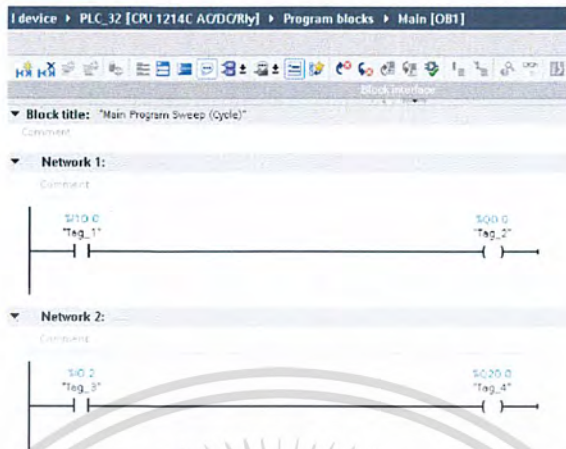 l device ▸ PLC_32 [CPU 1214C AC/DC/Rly] ▸ Program blocks ▸ Main [OB1]
Block interface
Block title: "Main Program Sweep (Cycle)"
Comment
Network 1:
Comment
%I10.0 %Q0.0
"Tag_1" "Tag_2"
Network 2:
Comment
%I0.2 %Q20.0
"Tag_3" "Tag_4"